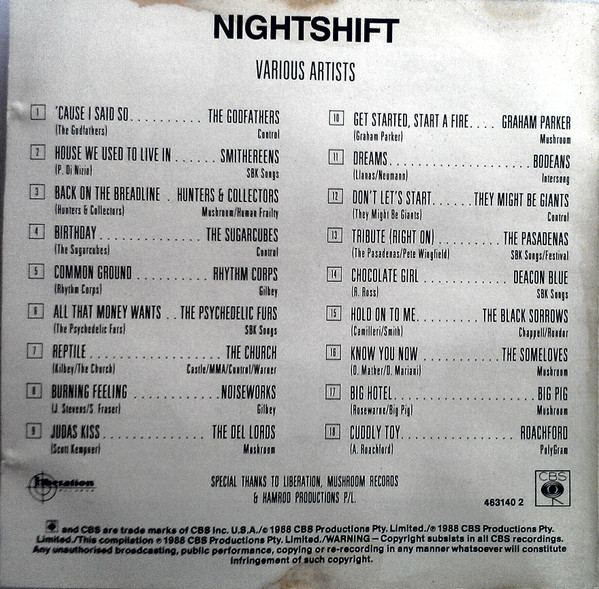 NIGHTSHIFT
VARIOUS ARTISTS
1 'CAUSE I SAID SO........ THE GODFATHERS
(The Godfathers) Control
2 HOUSE WE USED TO LIVE IN ...... SMITHEREENS
(P. Di Nizio) SBK Songs
3 BACK ON THE BREADLINE . HUNTERS & COLLECTORS
(Hunters & Collectors) Mushroom/Human Frailty
4 BIRTHDAY ............. THE SUGARCUBES
(The Sugarcubes) Control
5 COMMON GROUND .......... RHYTHM CORPS
(Rhythm Corps) Gilbey
6 ALL THAT MONEY WANTS .. THE PSYCHEDELIC FURS
(The Psychedelic Furs) SBK Songs
7 REPTILE ................. THE CHURCH
(Kilbey/The Church) Castle/MMA/Control/Warner
8 BURNING FEELING ............ NOISEWORKS
(J. Stevens/S. Fraser) Gilbey
9 JUDAS KISS ............. THE DEL LORDS
(Scott Kempner) Mushroom
10 GET STARTED, START A FIRE.... GRAHAM PARKER
(Graham Parker) Mushroom
11 DREAMS.................. BODEANS
(Llanas/Neumann) Intersong
12 DON'T LET'S START..... THEY MIGHT BE GIANTS
(They Might Be Giants) Control
13 TRIBUTE (RIGHT ON) ........ THE PASADENAS
(The Pasadenas/Pete Wingfield) SBK Songs/Festival
14 CHOCOLATE GIRL ........... DEACON BLUE
(R. Ross) SBK Songs
15 HOLD ON TO ME........ THE BLACK SORROWS
(Camilleri/Smith) Chappell/Rondor
16 KNOW YOU NOW .......... THE SOMELOVES
(D. Mather/D. Mariani) Mushroom
17 BIG HOTEL.................. BIG PIG
(Rosewarne/Big Pig) Mushroom
18 CUDDLY TOY.............. ROACHFORD
(A. Roachford) PolyGram
Liberation
SPECIAL THANKS TO LIBERATION, MUSHROOM RECORDS
& HAMROD PRODUCTIONS P/L.
CBS
463140 2
and CBS are trade marks of CBS Inc. U.S.A./© 1988 CBS Productions Pty. Limited./℗ 1988 CBS Productions Pty.
Limited./This compilation ℗ 1988 CBS Productions Pty. Limited./WARNING – Copyright subsists in all CBS recordings.
Any unauthorised broadcasting, public performance, copying or re-recording in any manner whatsoever will constitute
infringement of such copyright.